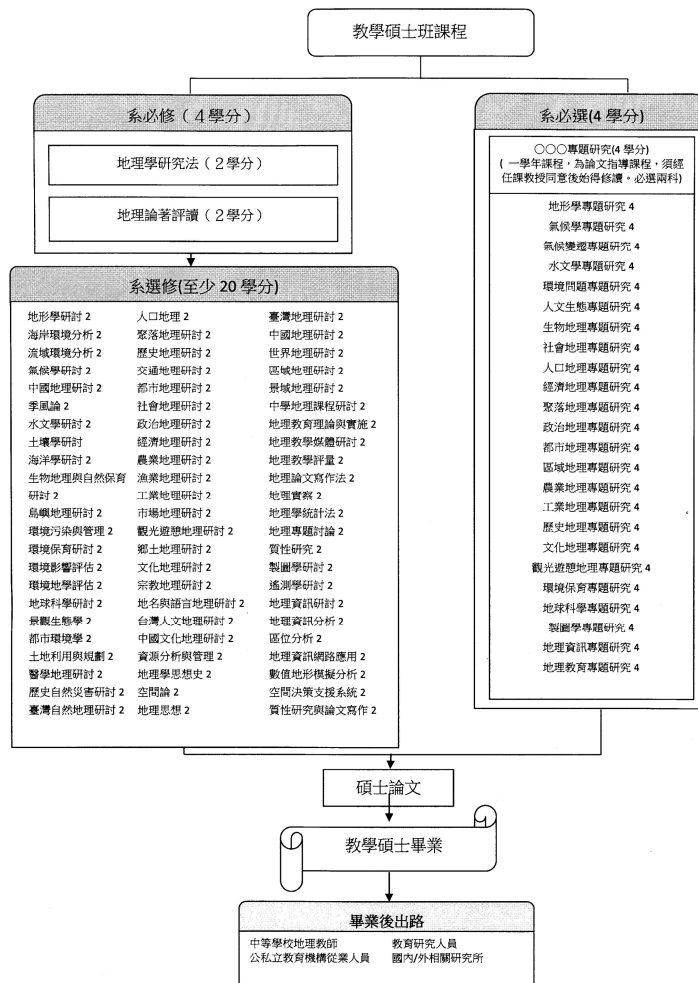 教學碩士班課程
系必修（４學分）
地理學研究法（２學分）
地理論著評讀（２學分）
系選修(至少 20 學分)
地形學研討 2
海岸環境分析 2
流域環境分析 2
氣候學研討 2
中國地理研討 2
季風論 2
水文學研討 2
土壤學研討
海洋學研討 2
生物地理與自然保育
研討 2
島嶼地理研討 2
環境污染與管理 2
環境保育研討 2
環境影響評估 2
環境地學評估 2
地球科學研討 2
景觀生態學 2
都市環境學 2
土地利用與規劃 2
醫學地理研討 2
歷史自然災害研討 2
臺灣自然地理研討 2
人口地理 2
聚落地理研討 2
歷史地理研討 2
交通地理研討 2
都市地理研討 2
社會地理研討 2
政治地理研討 2
經濟地理研討 2
農業地理研討 2
漁業地理研討 2
工業地理研討 2
市場地理研討 2
觀光遊憩地理研討 2
鄉土地理研討 2
文化地理研討 2
宗教地理研討 2
地名與語言地理研討 2
台灣人文地理研討 2
中國文化地理研討 2
資源分析與管理 2
地理學思想史 2
空間論 2
地理思想 2
臺灣地理研討 2
中國地理研討 2
世界地理研討 2
區域地理研討 2
景域地理研討 2
中學地理課程研討 2
地理教育理論與實施 2
地理教學媒體研討 2
地理教學評量 2
地理論文寫作法 2
地理實察 2
地理學統計法 2
地理專題討論 2
質性研究 2
製圖學研討 2
遙測學研討 2
地理資訊研討 2
地理資訊分析 2
區位分析 2
地理資訊網路應用 2
數值地形模擬分析 2
空間決策支援系統 2
質性研究與論文寫作 2
系必選(4 學分)
○○○專題研究(4 學分)
( 一學年課程，為論文指導課程，須經
任課教授同意後始得修讀。必選兩科)
地形學專題研究 4
氣候學專題研究 4
氣候變遷專題研究 4
水文學專題研究 4
環境問題專題研究 4
人文生態專題研究 4
生物地理專題研究 4
社會地理專題研究 4
人口地理專題研究 4
經濟地理專題研究 4
聚落地理專題研究 4
政治地理專題研究 4
都市地理專題研究 4
區域地理專題研究 4
農業地理專題研究 4
工業地理專題研究 4
歷史地理專題研究 4
文化地理專題研究 4
觀光遊憩地理專題研究 4
環境保育專題研究 4
地球科學專題研究 4
製圖學專題研究 4
地理資訊專題研究 4
地理教育專題研究 4
碩士論文
教學碩士畢業
畢業後出路
中等學校地理教師 教育研究人員
公私立教育機構從業人員 國內/外相關研究所